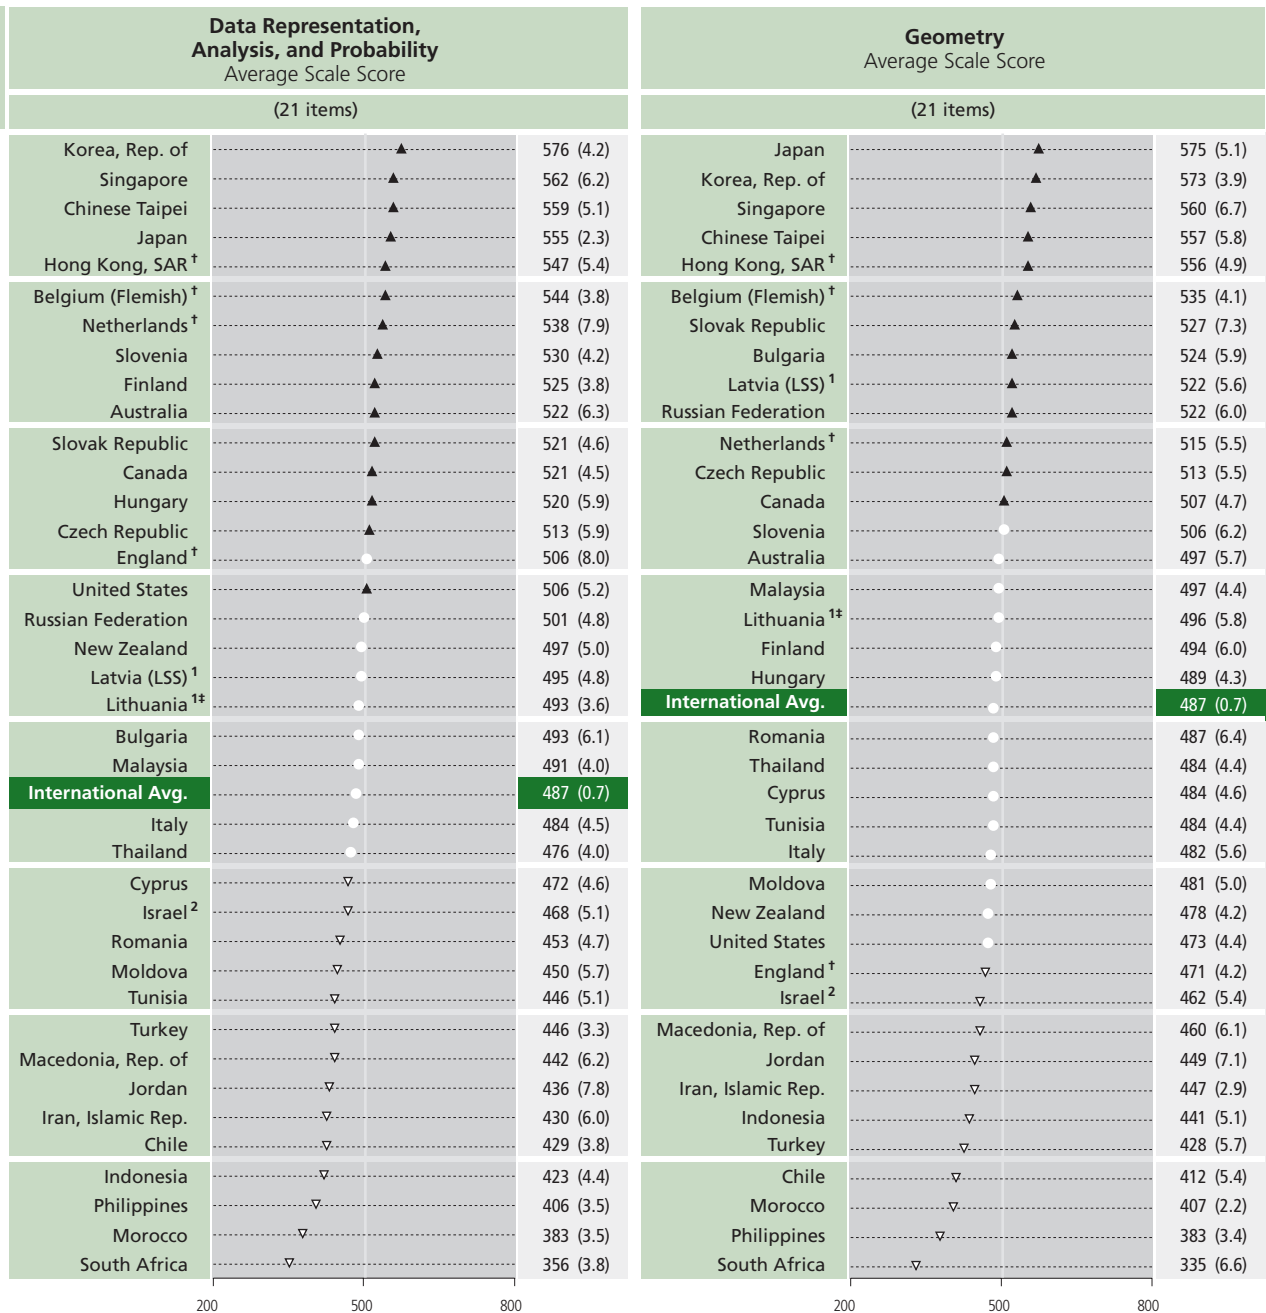 Data Representation,
Analysis, and Probability
Average Scale Score
(21 items)
Korea, Rep. of 576 (4.2)
Singapore 562 (6.2)
Chinese Taipei 559 (5.1)
Japan 555 (2.3)
Hong Kong, SAR † 547 (5.4)
Belgium (Flemish) † 544 (3.8)
Netherlands † 538 (7.9)
Slovenia 530 (4.2)
Finland 525 (3.8)
Australia 522 (6.3)
Slovak Republic 521 (4.6)
Canada 521 (4.5)
Hungary 520 (5.9)
Czech Republic 513 (5.9)
England † 506 (8.0)
United States 506 (5.2)
Russian Federation 501 (4.8)
New Zealand 497 (5.0)
Latvia (LSS) 1 495 (4.8)
Lithuania 1‡ 493 (3.6)
Bulgaria 493 (6.1)
Malaysia 491 (4.0)
International Avg. 487 (0.7)
Italy 484 (4.5)
Thailand 476 (4.0)
Cyprus 472 (4.6)
Israel 2 468 (5.1)
Romania 453 (4.7)
Moldova 450 (5.7)
Tunisia 446 (5.1)
Turkey 446 (3.3)
Macedonia, Rep. of 442 (6.2)
Jordan 436 (7.8)
Iran, Islamic Rep. 430 (6.0)
Chile 429 (3.8)
Indonesia 423 (4.4)
Philippines 406 (3.5)
Morocco 383 (3.5)
South Africa 356 (3.8)
200 500 800
Geometry
Average Scale Score
(21 items)
Japan 575 (5.1)
Korea, Rep. of 573 (3.9)
Singapore 560 (6.7)
Chinese Taipei 557 (5.8)
Hong Kong, SAR † 556 (4.9)
Belgium (Flemish) † 535 (4.1)
Slovak Republic 527 (7.3)
Bulgaria 524 (5.9)
Latvia (LSS) 1 522 (5.6)
Russian Federation 522 (6.0)
Netherlands † 515 (5.5)
Czech Republic 513 (5.5)
Canada 507 (4.7)
Slovenia 506 (6.2)
Australia 497 (5.7)
Malaysia 497 (4.4)
Lithuania 1‡ 496 (5.8)
Finland 494 (6.0)
Hungary 489 (4.3)
International Avg. 487 (0.7)
Romania 487 (6.4)
Thailand 484 (4.4)
Cyprus 484 (4.6)
Tunisia 484 (4.4)
Italy 482 (5.6)
Moldova 481 (5.0)
New Zealand 478 (4.2)
United States 473 (4.4)
England † 471 (4.2)
Israel 2 462 (5.4)
Macedonia, Rep. of 460 (6.1)
Jordan 449 (7.1)
Iran, Islamic Rep. 447 (2.9)
Indonesia 441 (5.1)
Turkey 428 (5.7)
Chile 412 (5.4)
Morocco 407 (2.2)
Philippines 383 (3.4)
South Africa 335 (6.6)
200 500 800